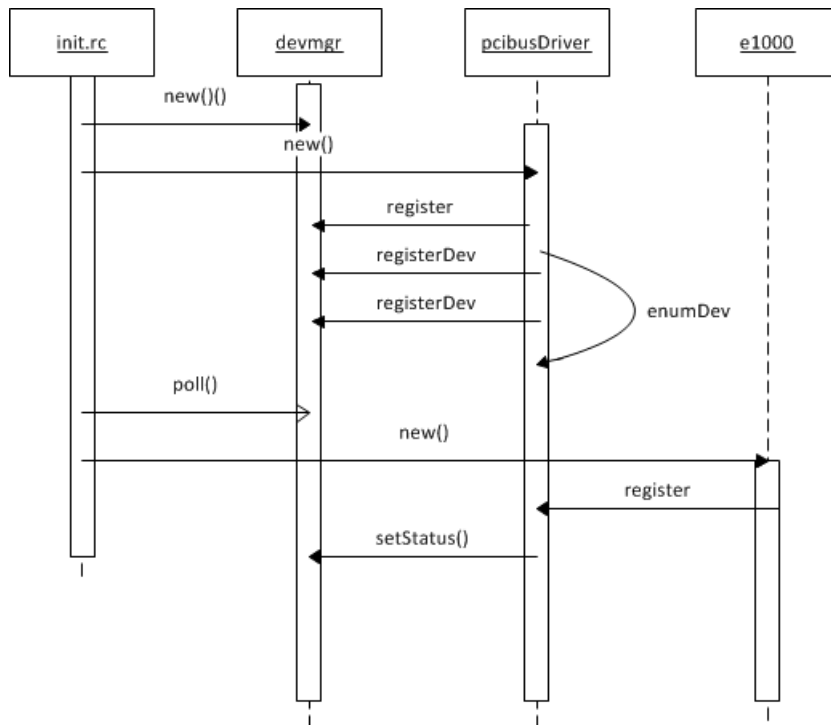 init.rc
devmgr
pcibusDriver
e1000
new()()
new()
register
registerDev
registerDev
enumDev
poll()
new()
register
setStatus()